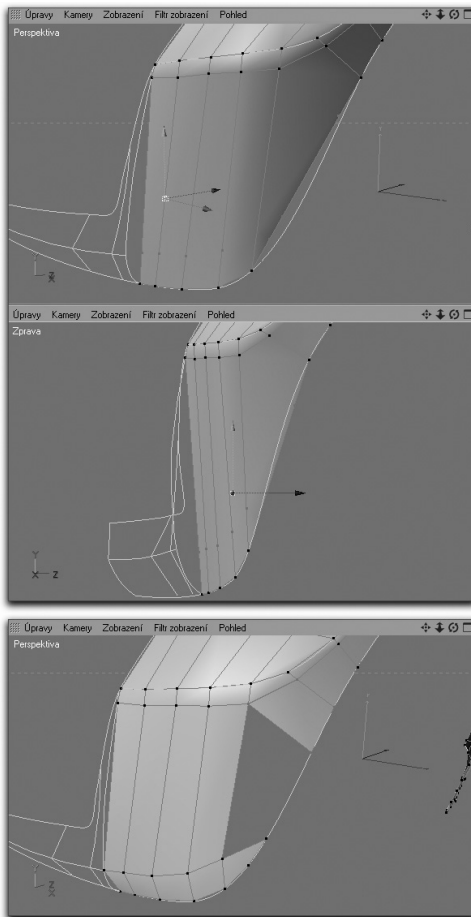 Úpravy Kamery Zobrazení Filtr zobrazení Pohled
Perspektiva
Y
Z
Úpravy Kamery Zobrazení Filtr zobrazení Pohled
Zprava
Y
X Z
Úpravy Kamery Zobrazení Filtr zobrazení Pohled
Perspektiva
Y
Z